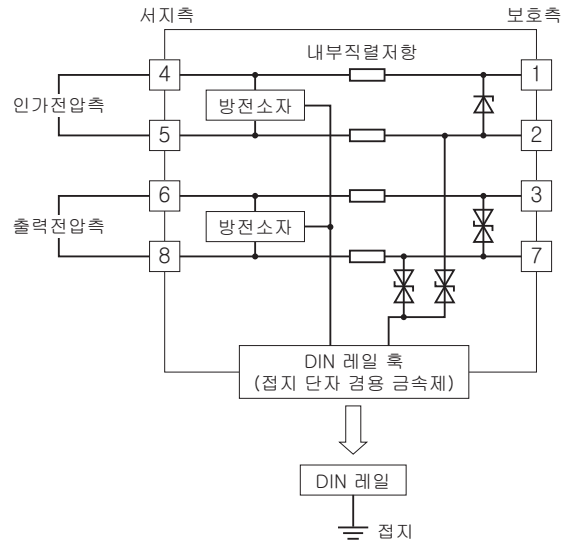 서지측
보호측
내부직렬저항
4
1
인가전압측
방전소자
5
2
6
3
출력전압측
방전소자
8
7
DIN 레일 훅
(접지 단자 겸용 금속제)
DIN 레일
접지